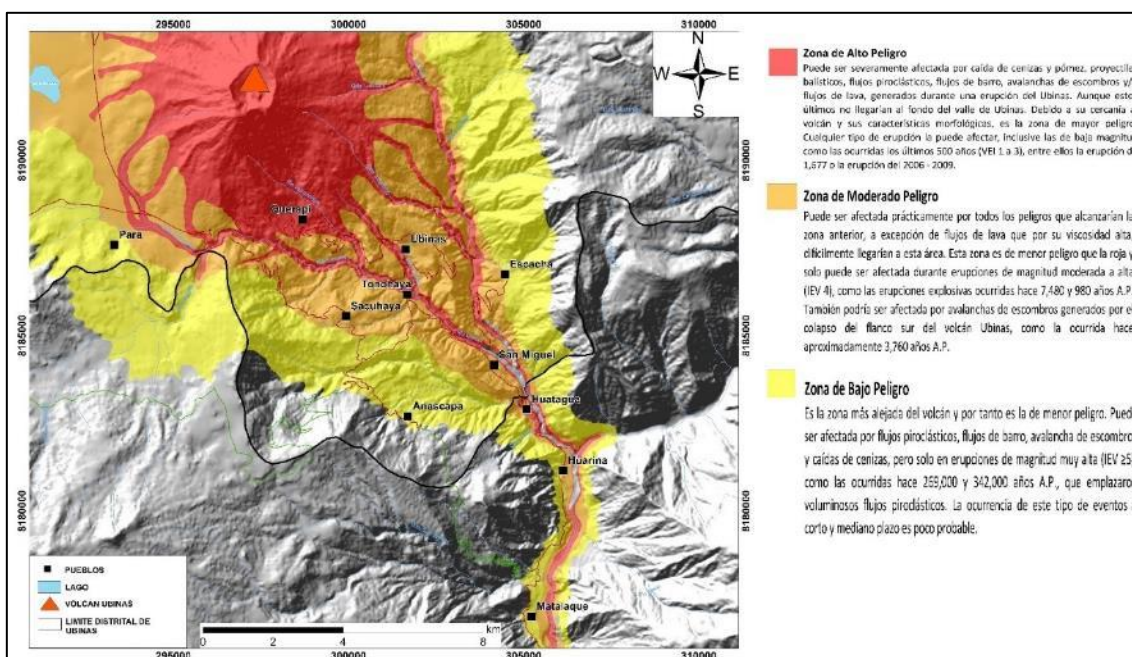 295000 300000 305000 310000
N
W E
S
8190000 8190000
8185000 8185000
8180000 8180000
Querapi
Para
Ubinas
Escacha
Tonohaya
Sacuhaya
San Miguel
Anascapa
Huatagua
Huarina
Matalaque
PUEBLOS
LAGO
VOLCAN UBINAS
LIMITE DISTRITAL DE
UBINAS
km
0 2 4 8
295000 300000 305000 310000
Zona de Alto Peligro
Puede ser severamente afectada por caída de cenizas y pómez, proyectile
balísticos, flujos piroclásticos, flujos de barro, avalanchas de escombros y/
flujos de lava, generados durante una erupción del Ubinas. Aunque esto
últimos no llegarían al fondo del valle de Ubinas. Debido a su cercanía a
volcán y sus características morfológicas, es la zona de mayor peligro
Cualquier tipo de erupción la puede afectar, inclusive las de baja magnitu
como las ocurridas los últimos 500 años (VEI 1 a 3), entre ellos la erupción d
1,677 o la erupción del 2006 - 2009.
Zona de Moderado Peligro
Puede ser afectada prácticamente por todos los peligros que alcanzarían la
zona anterior, a excepción de flujos de lava que por su viscosidad alta
difícilmente llegarían a esta área. Esta zona es de menor peligro que la roja y
solo puede ser afectada durante erupciones de magnitud moderada a alta
(IEV 4), como las erupciones explosivas ocurridas hace 7,480 y 980 años A.P.
También podría ser afectada por avalanchas de escombros generados por el
colapso del flanco sur del volcán Ubinas, como la ocurrida hace
aproximadamente 3,760 años A.P.
Zona de Bajo Peligro
Es la zona más alejada del volcán y por tanto es la de menor peligro. Pued
ser afectada por flujos piroclásticos, flujos de barro, avalancha de escombro
y caídas de cenizas, pero solo en erupciones de magnitud muy alta (IEV ≥5
como las ocurridas hace y 342,000 años A.P., que emplazaro
voluminosos flujos piroclásticos. La ocurrencia de este tipo de eventos
corto y mediano plazo es poco probable.